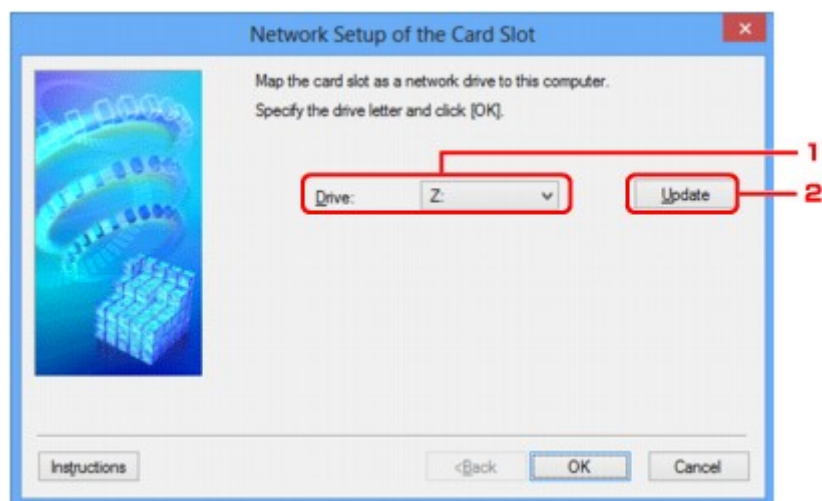 Network Setup of the Card Slot
Map the card slot as a network drive to this computer.
Specify the drive letter and click [OK].
1
Drive: Z: Update 2
Instructions <Back OK Cancel